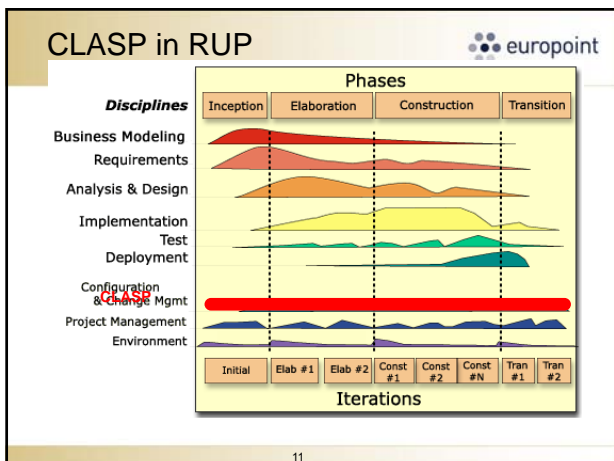 CLASP in RUP
europoint
Phases
Disciplines Inception Elaboration Construction Transition
Business Modeling
Requirements
Analysis & Design
Implementation
Test
Deployment
Configuration
CLASP
& Change Mgmt
Project Management
Environment
Initial Elab #1 Elab #2 Const #1 Const #2 Const #N Tran #1 Tran #2
Iterations
11